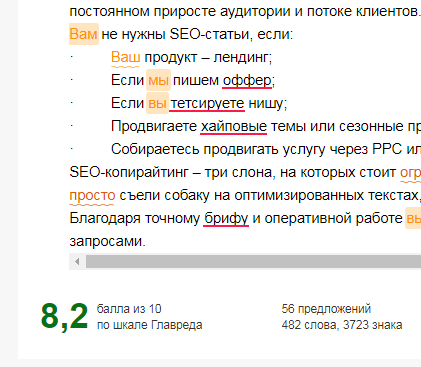 постоянном приросте аудитории и потоке клиентов.
Вам не нужны SEO-статьи, если:
· Ваш продукт – лендинг;
· Если мы пишем оффер;
· Если вы тетсируете нишу;
· Продвигаете хайповые темы или сезонные пр
· Собираетесь продвигать услугу через PPC ил
SEO-копирайтинг – три слона, на которых стоит огр
просто съели собаку на оптимизированных текстах,
Благодаря точному брифу и оперативной работе вы
запросами.
8,2 балла из 10 по шкале Главреда
56 предложений
482 слова, 3723 знака